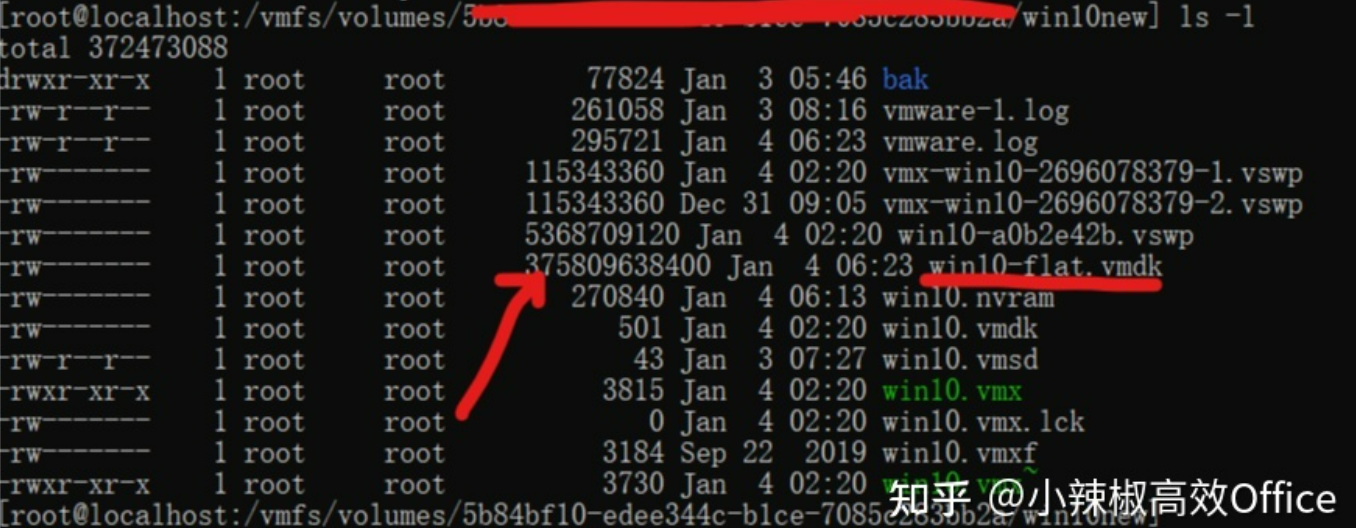 [root@localhost:/vmfs/volumes/ /win10new] ls -l
total 372473088
drwxr-xr-x 1 root root 77824 Jan 3 05:46 bak
-rw-r--r-- 1 root root 261058 Jan 3 08:16 vmware-1.log
-rw-r--r-- 1 root root 295721 Jan 4 06:23 vmware.log
-rw------- 1 root root 115343360 Jan 4 02:20 vmx-win10-2696078379-1.vswp
-rw------- 1 root root 115343360 Dec 31 09:05 vmx-win10-2696078379-2.vswp
-rw------- 1 root root 5368709120 Jan 4 02:20 win10-a0b2e42b.vswp
-rw------- 1 root root 375809638400 Jan 4 06:23 win10-flat.vmdk
-rw------- 1 root root 270840 Jan 4 06:13 win10.nvram
-rw------- 1 root root 501 Jan 4 02:20 win10.vmdk
-rw-r--r-- 1 root root 43 Jan 3 07:27 win10.vmsd
-rwxr-xr-x 1 root root 3815 Jan 4 02:20 win10.vmx
-rw------- 1 root root 0 Jan 4 02:20 win10.vmx.lck
-rw------- 1 root root 3184 Sep 22 2019 win10.vmxf
-rwxr-xr-x 1 root root 3730 Jan 4 02:20 win10.vmx~
[root@localhost:/vmfs/volumes/5b84bf10-edee344c-b1ce-7085c283bb2a/win10new]
知乎 @小辣椒高效Office